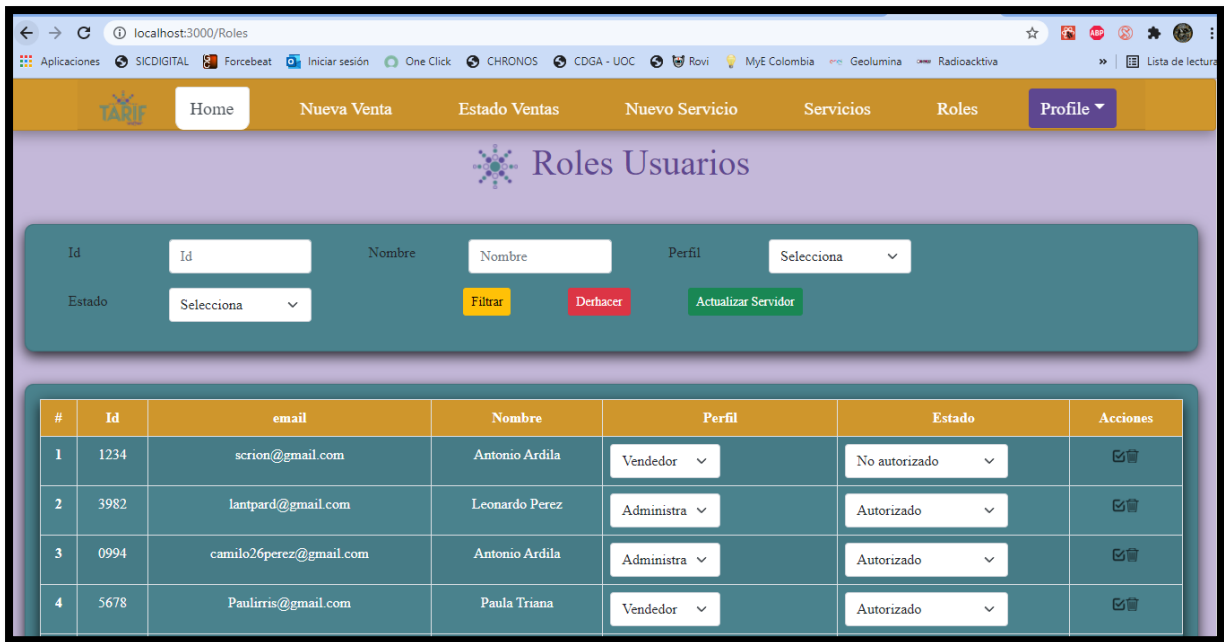 localhost:3000/Roles
ABP
Aplicaciones SICDIGITAL Forcebeat Iniciar sesión One Click CHRONOS CDGA - UOC Rovi MyE Colombia Geolumina Radioacktiva » Lista de lectura
TARIF Home Nueva Venta Estado Ventas Nuevo Servicio Servicios Roles Profile
Roles Usuarios
Id Id Nombre Nombre Perfil Selecciona
Estado Selecciona Filtrar Derhacer Actualizar Servidor
# Id email Nombre Perfil Estado Acciones
1 1234 scrion@gmail.com Antonio Ardila Vendedor No autorizado
2 3982 lantpard@gmail.com Leonardo Perez Administra Autorizado
3 0994 camilo26perez@gmail.com Antonio Ardila Administra Autorizado
4 5678 Paulirris@gmail.com Paula Triana Vendedor Autorizado